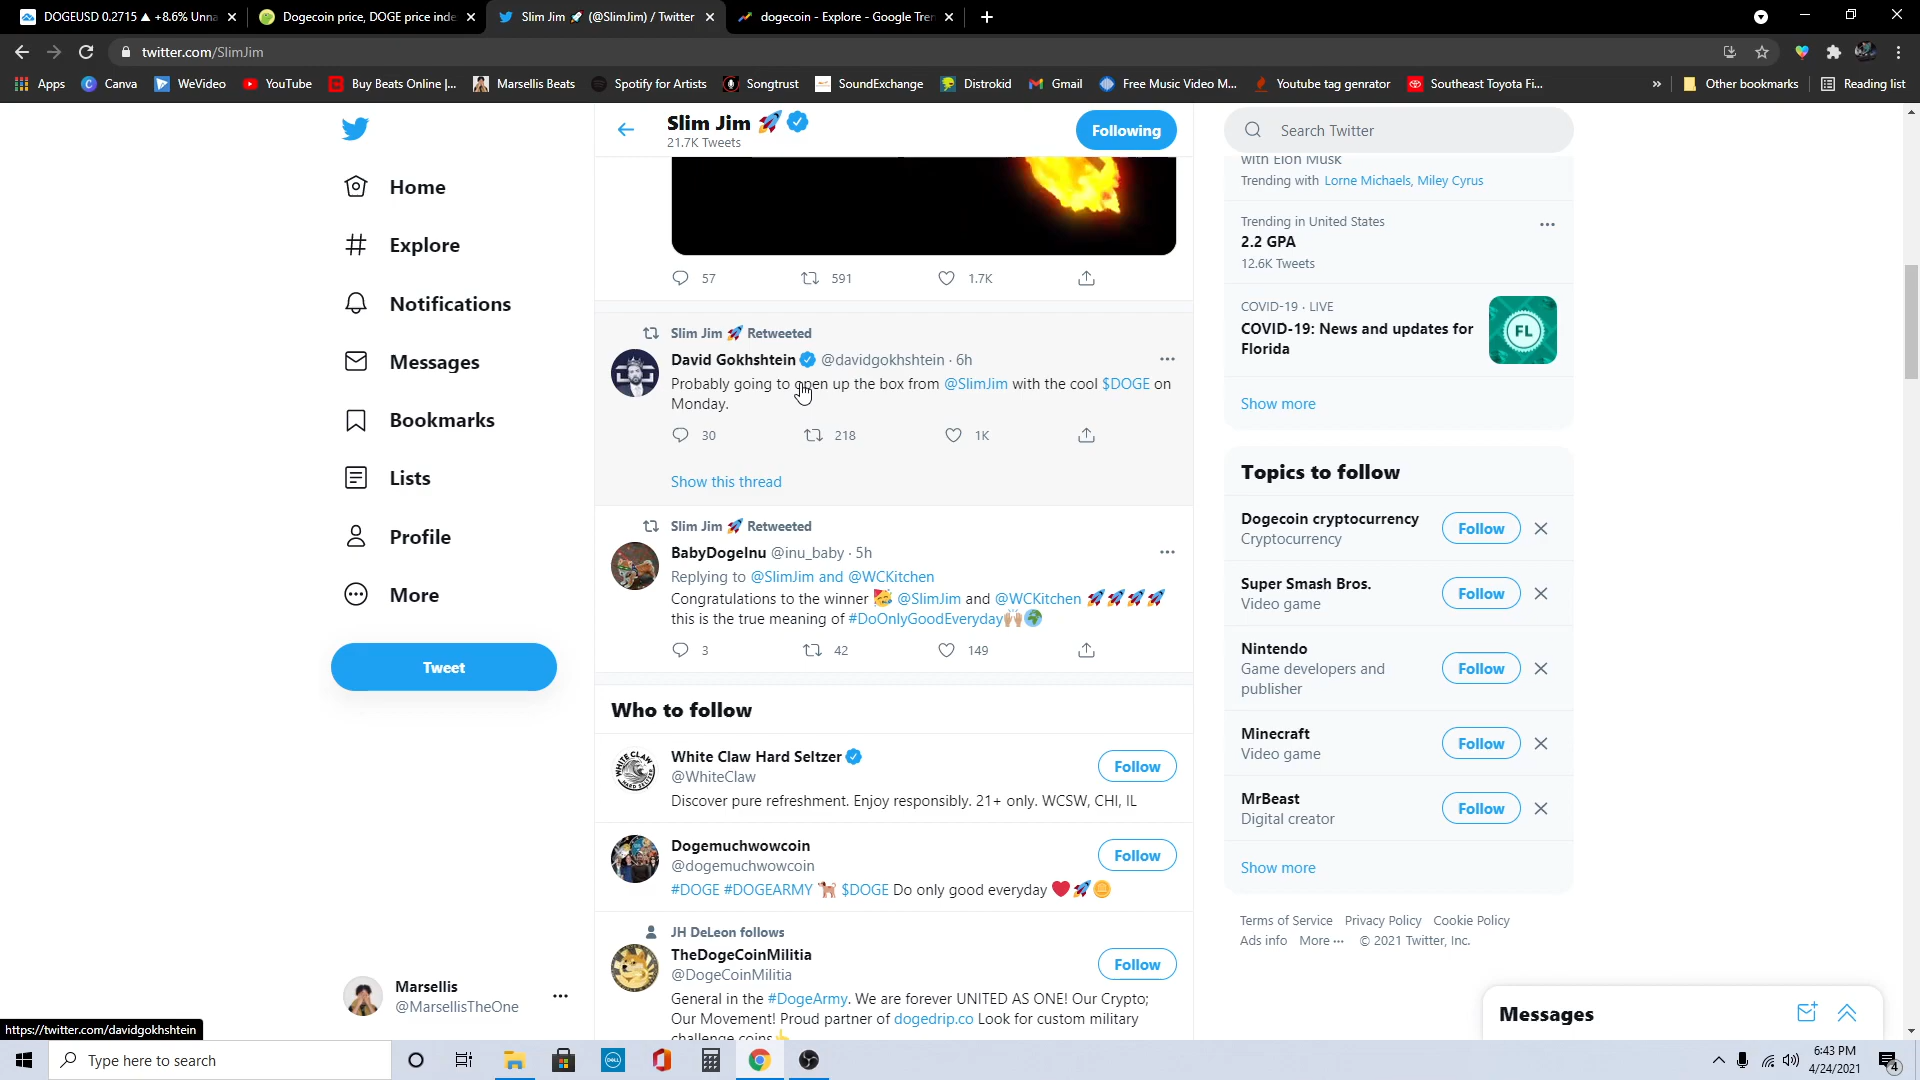 DOGEUSD 0.2715 ▲ +8.6% Unna
Dogecoin price, DOGE price inde
Slim Jim 🚀 (@SlimJim) / Twitter
dogecoin - Explore - Google Tren
twitter.com/SlimJim
Apps
Canva
WeVideo
YouTube
Buy Beats Online |...
Marsellis Beats
Spotify for Artists
Songtrust
SoundExchange
Distrokid
Gmail
Free Music Video M...
Youtube tag genrator
Southeast Toyota Fi...
»
Other bookmarks
Reading list
Home
Explore
Notifications
Messages
Bookmarks
Lists
Profile
More
Tweet
Marsellis
@MarsellisTheOne
https://twitter.com/davidgokhshtein
Slim Jim 🚀
21.7K Tweets
Following
57
591
1.7K
Slim Jim 🚀 Retweeted
David Gokhshtein @davidgokhshtein · 6h
Probably going to open up the box from @SlimJim with the cool $DOGE on
Monday.
30
218
1K
Show this thread
Slim Jim 🚀 Retweeted
BabyDogeInu @inu_baby · 5h
Replying to @SlimJim and @WCKitchen
Congratulations to the winner 🥳 @SlimJim and @WCKitchen 🚀🚀🚀🚀
this is the true meaning of #DoOnlyGoodEveryday🙌🏼🌍
3
42
149
Who to follow
WHITE CLAW
HARD SELTZER
White Claw Hard Seltzer
@WhiteClaw
Follow
Discover pure refreshment. Enjoy responsibly. 21+ only. WCSW, CHI, IL
Dogemuchwowcoin
@dogemuchwowcoin
Follow
#DOGE #DOGEARMY 🐕 $DOGE Do only good everyday ❤️🚀🪙
JH DeLeon follows
TheDogeCoinMilitia
@DogeCoinMilitia
Follow
General in the #DogeArmy. We are forever UNITED AS ONE! Our Crypto;
Our Movement! Proud partner of dogedrip.co Look for custom military
challenge coins👆
Search Twitter
with Elon Musk
Trending with Lorne Michaels, Miley Cyrus
Trending in United States
2.2 GPA
12.6K Tweets
COVID-19 · LIVE
COVID-19: News and updates for
Florida
FL
Show more
Topics to follow
Dogecoin cryptocurrency
Cryptocurrency
Follow
Super Smash Bros.
Video game
Follow
Nintendo
Game developers and
publisher
Follow
Minecraft
Video game
Follow
MrBeast
Digital creator
Follow
Show more
Terms of Service Privacy Policy Cookie Policy
Ads info More ··· © 2021 Twitter, Inc.
Messages
Type here to search
DELL
6:43 PM
4/24/2021
4